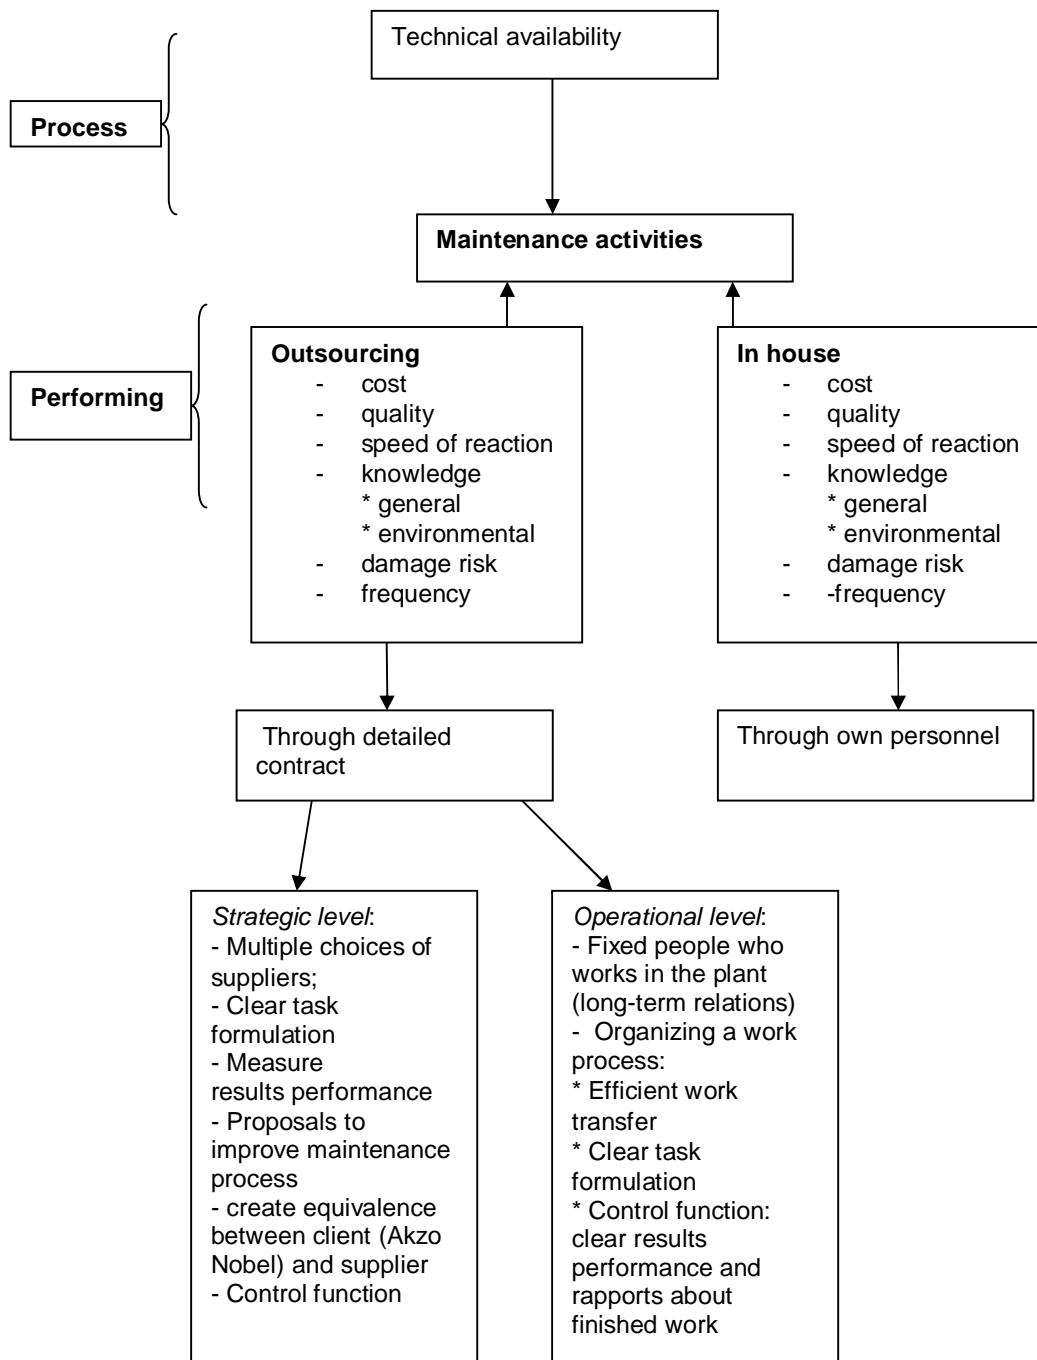 Technical availability
Process
Maintenance activities
Performing
Outsourcing
- cost
- quality
- speed of reaction
- knowledge
* general
* environmental
- damage risk
- frequency
In house
- cost
- quality
- speed of reaction
- knowledge
* general
* environmental
- damage risk
- -frequency
Through detailed
contract
Through own personnel
Strategic level:
- Multiple choices of
suppliers;
- Clear task
formulation
- Measure
results performance
- Proposals to
improve maintenance
process
- create equivalence
between client (Akzo
Nobel) and supplier
- Control function
Operational level:
- Fixed people who
works in the plant
(long-term relations)
- Organizing a work
process:
* Efficient work
transfer
* Clear task
formulation
* Control function:
clear results
performance and
rapports about
finished work